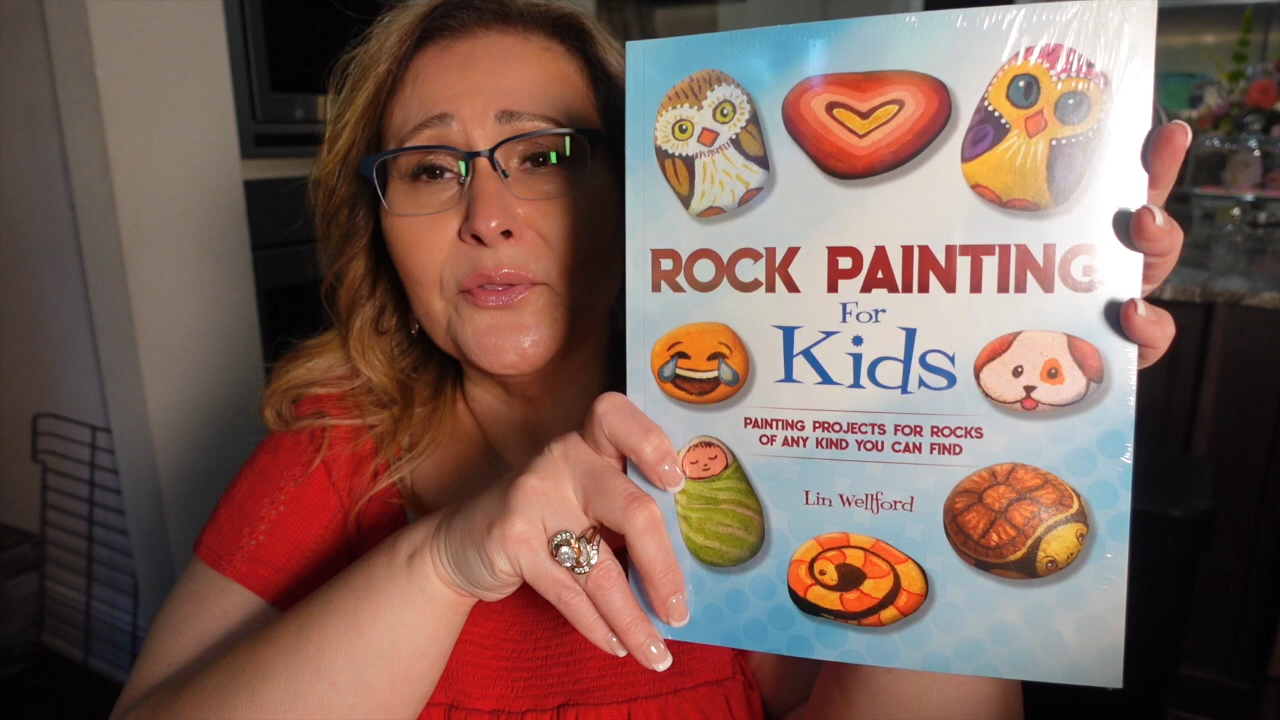 ROCK PAINTING
For
Kids
PAINTING PROJECTS FOR ROCKS
OF ANY KIND YOU CAN FIND
Lin Wellford